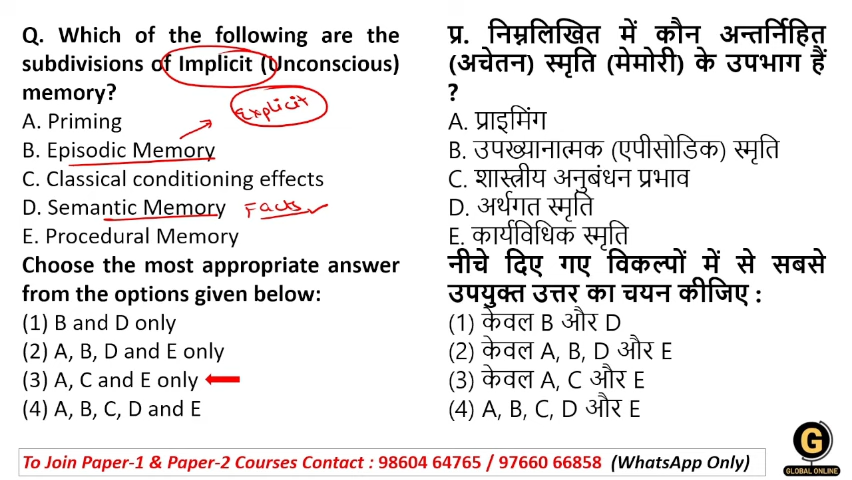 Q. Which of the following are the
subdivisions of Implicit (Unconscious)
memory?
Explicit
A. Priming
B. Episodic Memory
C. Classical conditioning effects
D. Semantic Memory Facts
E. Procedural Memory
Choose the most appropriate answer
from the options given below:
(1) B and D only
(2) A, B, D and E only
(3) A, C and E only
(4) A, B, C, D and E
प्र. निम्नलिखित में कौन अन्तर्निहित
(अचेतन) स्मृति (मेमोरी) के उपभाग हैं
?
A. प्राइमिंग
B. उपख्यानात्मक (एपीसोडिक) स्मृति
C. शास्त्रीय अनुबंधन प्रभाव
D. अर्थगत स्मृति
E. कार्यविधिक स्मृति
नीचे दिए गए विकल्पों में से सबसे
उपयुक्त उत्तर का चयन कीजिए :
(1) केवल B और D
(2) केवल A, B, D और E
(3) केवल A, C और E
(4) A, B, C, D और E
G
GLOBAL ONLINE
To Join Paper-1 & Paper-2 Courses Contact : 98604 64765 / 97660 66858 (WhatsApp Only)